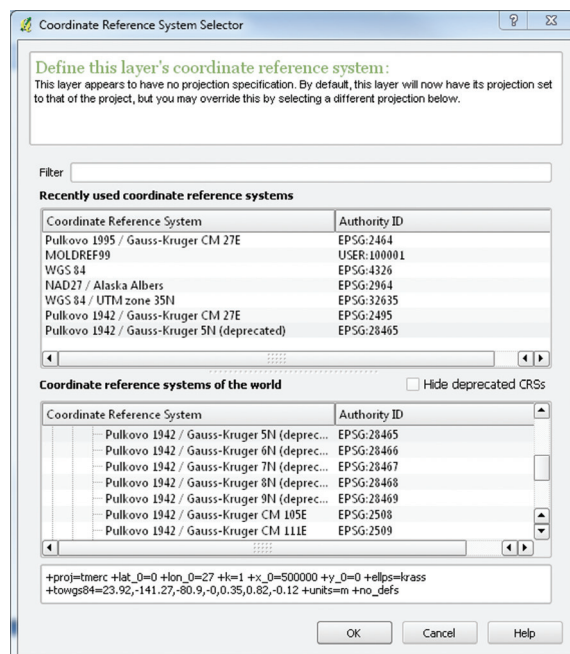 Coordinate Reference System Selector
Define this layer's coordinate reference system:
This layer appears to have no projection specification. By default, this layer will now have its projection set
to that of the project, but you may override this by selecting a different projection below.
Filter
Recently used coordinate reference systems
Coordinate Reference System Authority ID
Pulkovo 1995 / Gauss-Kruger CM 27E EPSG:2464
MOLDREF99 USER:100001
WGS 84 EPSG:4326
NAD27 / Alaska Albers EPSG:2964
WGS 84 / UTM zone 35N EPSG:32635
Pulkovo 1942 / Gauss-Kruger CM 27E EPSG:2495
Pulkovo 1942 / Gauss-Kruger 5N (deprecated) EPSG:28465
Coordinate reference systems of the world Hide deprecated CRSs
Coordinate Reference System Authority ID
Pulkovo 1942 / Gauss-Kruger 5N (deprec... EPSG:28465
Pulkovo 1942 / Gauss-Kruger 6N (deprec... EPSG:28466
Pulkovo 1942 / Gauss-Kruger 7N (deprec... EPSG:28467
Pulkovo 1942 / Gauss-Kruger 8N (deprec... EPSG:28468
Pulkovo 1942 / Gauss-Kruger 9N (deprec... EPSG:28469
Pulkovo 1942 / Gauss-Kruger CM 105E EPSG:2508
Pulkovo 1942 / Gauss-Kruger CM 111E EPSG:2509
+proj=tmerc +lat_0=0 +lon_0=27 +k=1 +x_0=500000 +y_0=0 +ellps=krass
+towgs84=23.92,-141.27,-80.9,-0,0.35,0.82,-0.12 +units=m +no_defs
OK Cancel Help